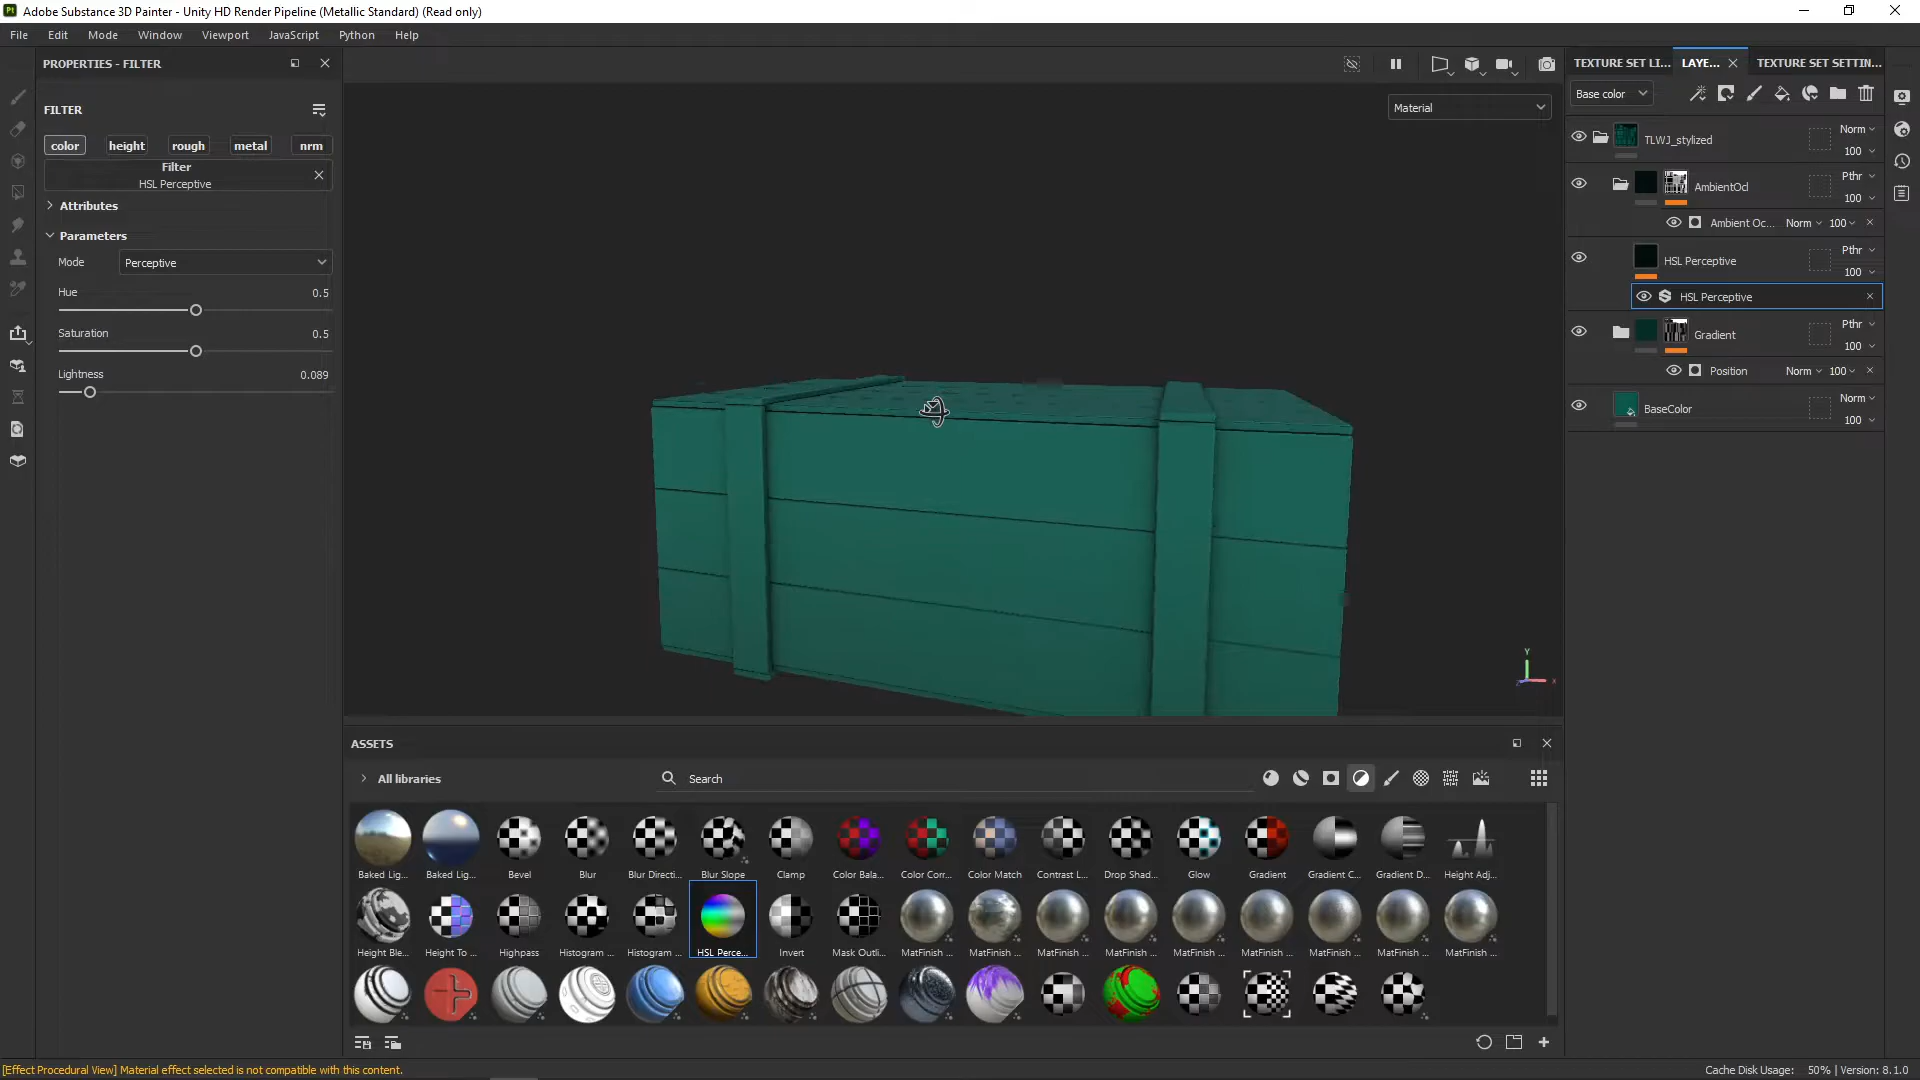 Adobe Substance 3D Painter - Unity HD Render Pipeline (Metallic Standard) (Read only)
File Edit Mode Window Viewport JavaScript Python Help
PROPERTIES - FILTER
FILTER
color height rough metal nrm
Filter
HSL Perceptive
Attributes
Parameters
Mode Perceptive
Hue 0.5
Saturation 0.5
Lightness 0.089
Material
Y
TEXTURE SET LI... LAYE... TEXTURE SET SETTIN...
Base color
TLWJ_stylized Norm 100
AmbientOcl Pthr 100
Ambient Oc... Norm 100
HSL Perceptive Pthr 100
HSL Perceptive
Gradient Pthr 100
Position Norm 100
BaseColor Norm 100
ASSETS
All libraries Search
Baked Lig... Baked Lig... Bevel Blur Blur Directi... Blur Slope Clamp Color Bala... Color Corr... Color Match Contrast L... Drop Shad... Glow Gradient Gradient C... Gradient D... Height Adj...
Height Ble... Height To ... Highpass Histogram ... Histogram ... HSL Perce... Invert Mask Outli... MatFinish ... MatFinish ... MatFinish ... MatFinish ... MatFinish ... MatFinish ... MatFinish ... MatFinish ... MatFinish ...
[Effect Procedural View] Material effect selected is not compatible with this content.
Cache Disk Usage: 50% | Version: 8.1.0